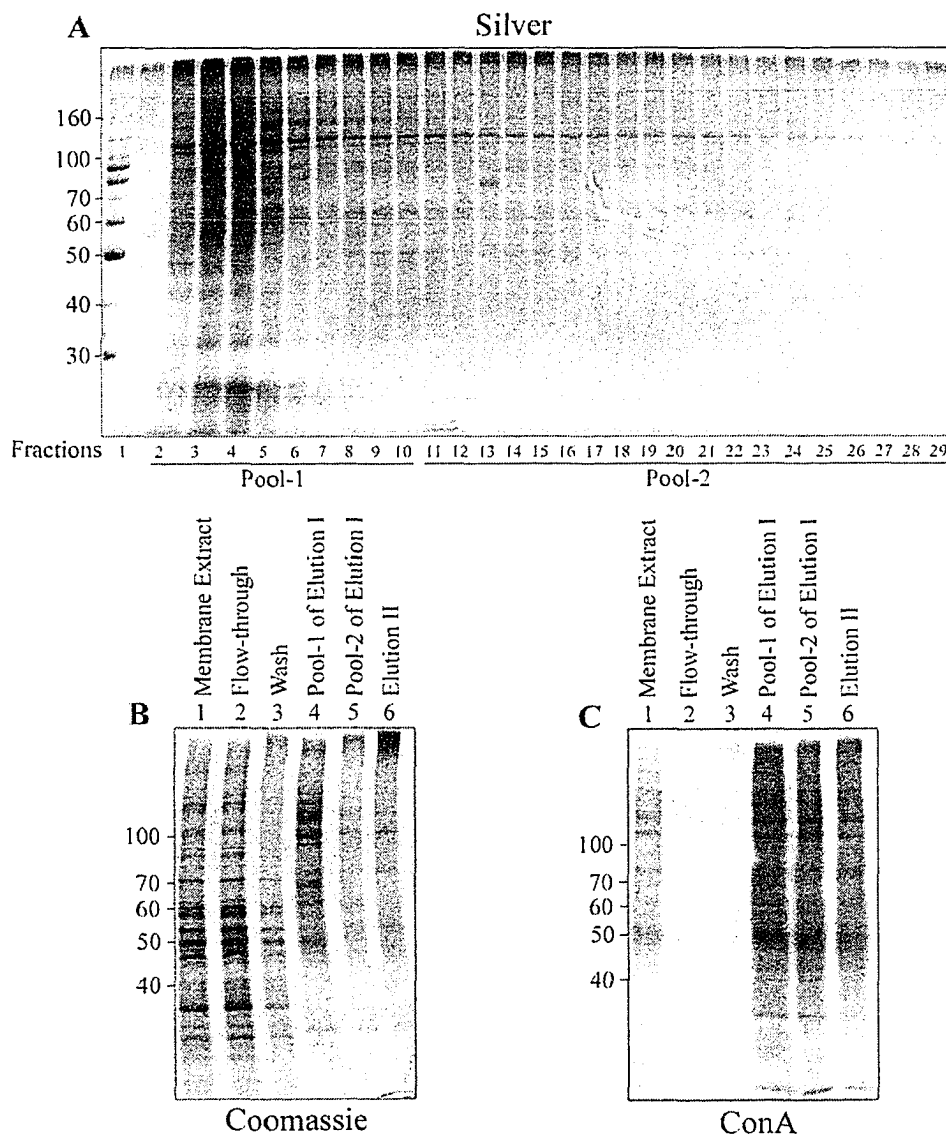 A
Silver
160
100
70
60
50
40
30
Fractions 1 2 3 4 5 6 7 8 9 10 11 12 13 14 15 16 17 18 19 20 21 22 23 24 25 26 27 28 29
Pool-1 Pool-2
B
Membrane Extract
Flow-through
Wash
Pool-1 of Elution I
Pool-2 of Elution I
Elution II
1 2 3 4 5 6
100
70
60
50
40
Coomassie
C
Membrane Extract
Flow-through
Wash
Pool-1 of Elution I
Pool-2 of Elution I
Elution II
1 2 3 4 5 6
100
70
60
50
40
ConA